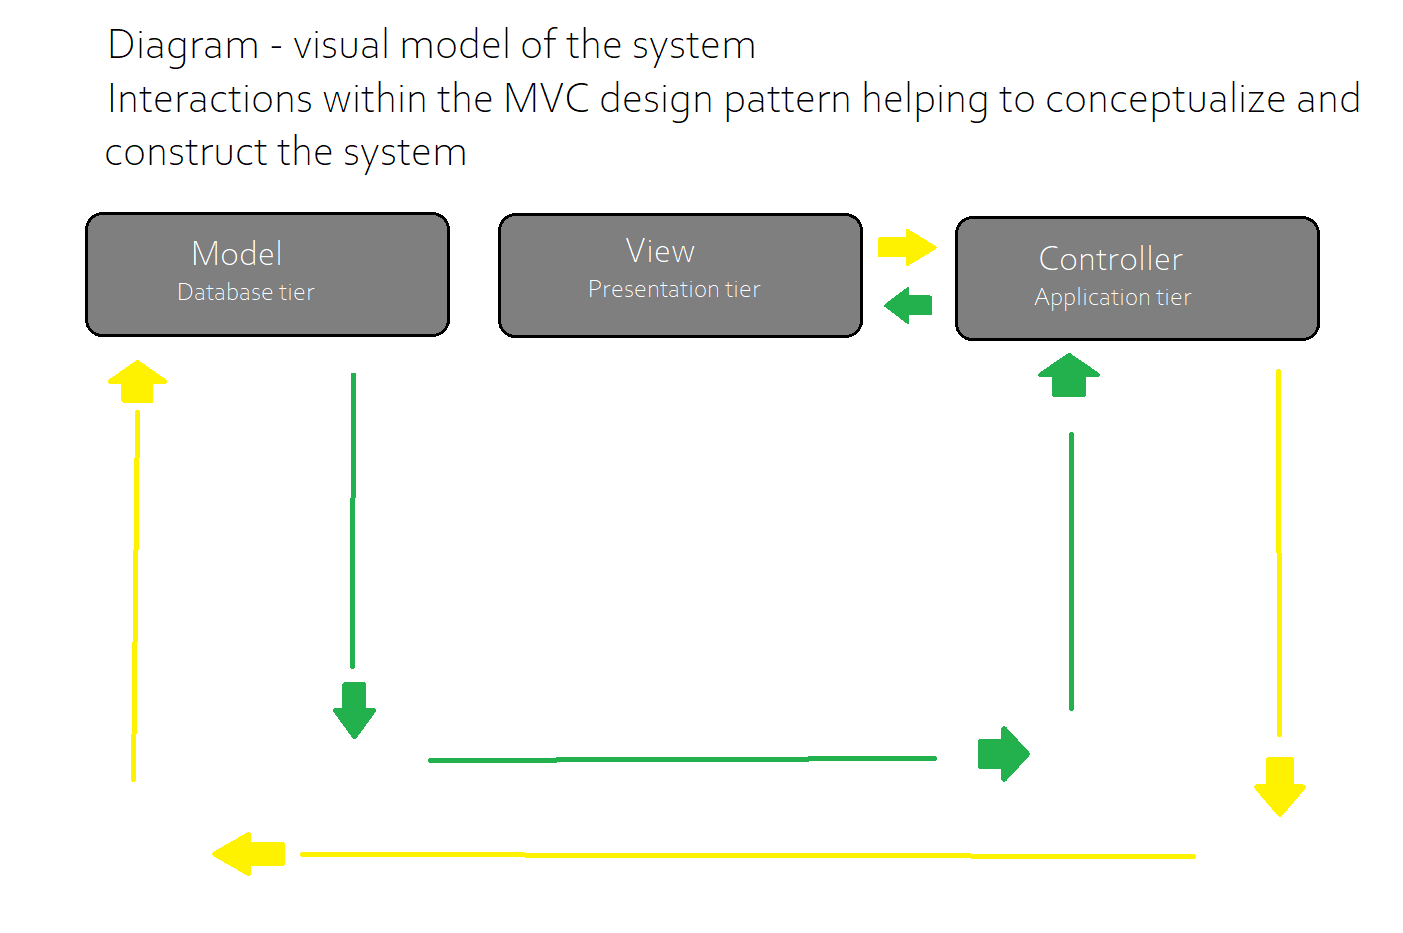 Diagram - visual model of the system
Interactions within the MVC design pattern helping to conceptualize and
construct the system
Model
Database tier
View
Presentation tier
Controller
Application tier